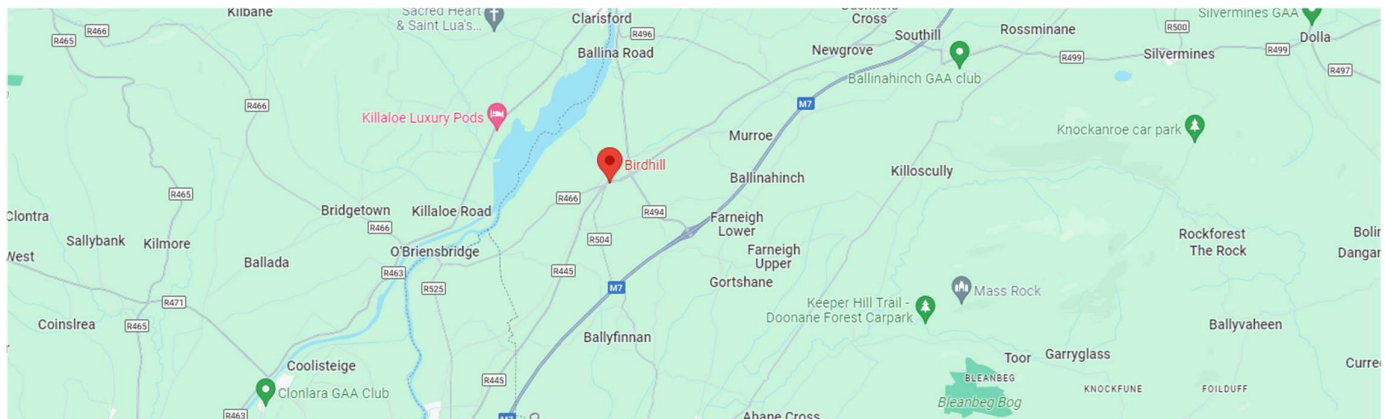 Kilbane
Sacred Heart
& Saint Lua's...
Clarisford
Cross
Silvermines GAA
R465
R466
R496
Ballina Road
Newgrove
Southill
Rossminane
R500
Dolla
R499
Silvermines
R499
R497
Ballinahinch GAA club
R466
Killaloe Luxury Pods
M7
Murroe
Knockanroe car park
Birdhill
Ballinahinch
Killoscully
R465
R466
Bridgetown
Killaloe Road
R494
Clontra
R466
Farneigh
Lower
Sallybank
Kilmore
R504
Rockforest
The Rock
Bolin
Dangar
West
Ballada
O'Briensbridge
Farneigh
Upper
R463
R445
R525
M7
Gortshane
Mass Rock
R471
Keeper Hill Trail -
Doonane Forest Carpark
Coinslrea
R465
Ballyfinnan
Ballyvaheen
Coolisteige
Toor
Garryglass
Curre
R445
BLEANBEG
KNOCKFUNE
FOILDUFF
Clonlara GAA Club
Bleanbeg Bog
R463
M7
Ahane Cross